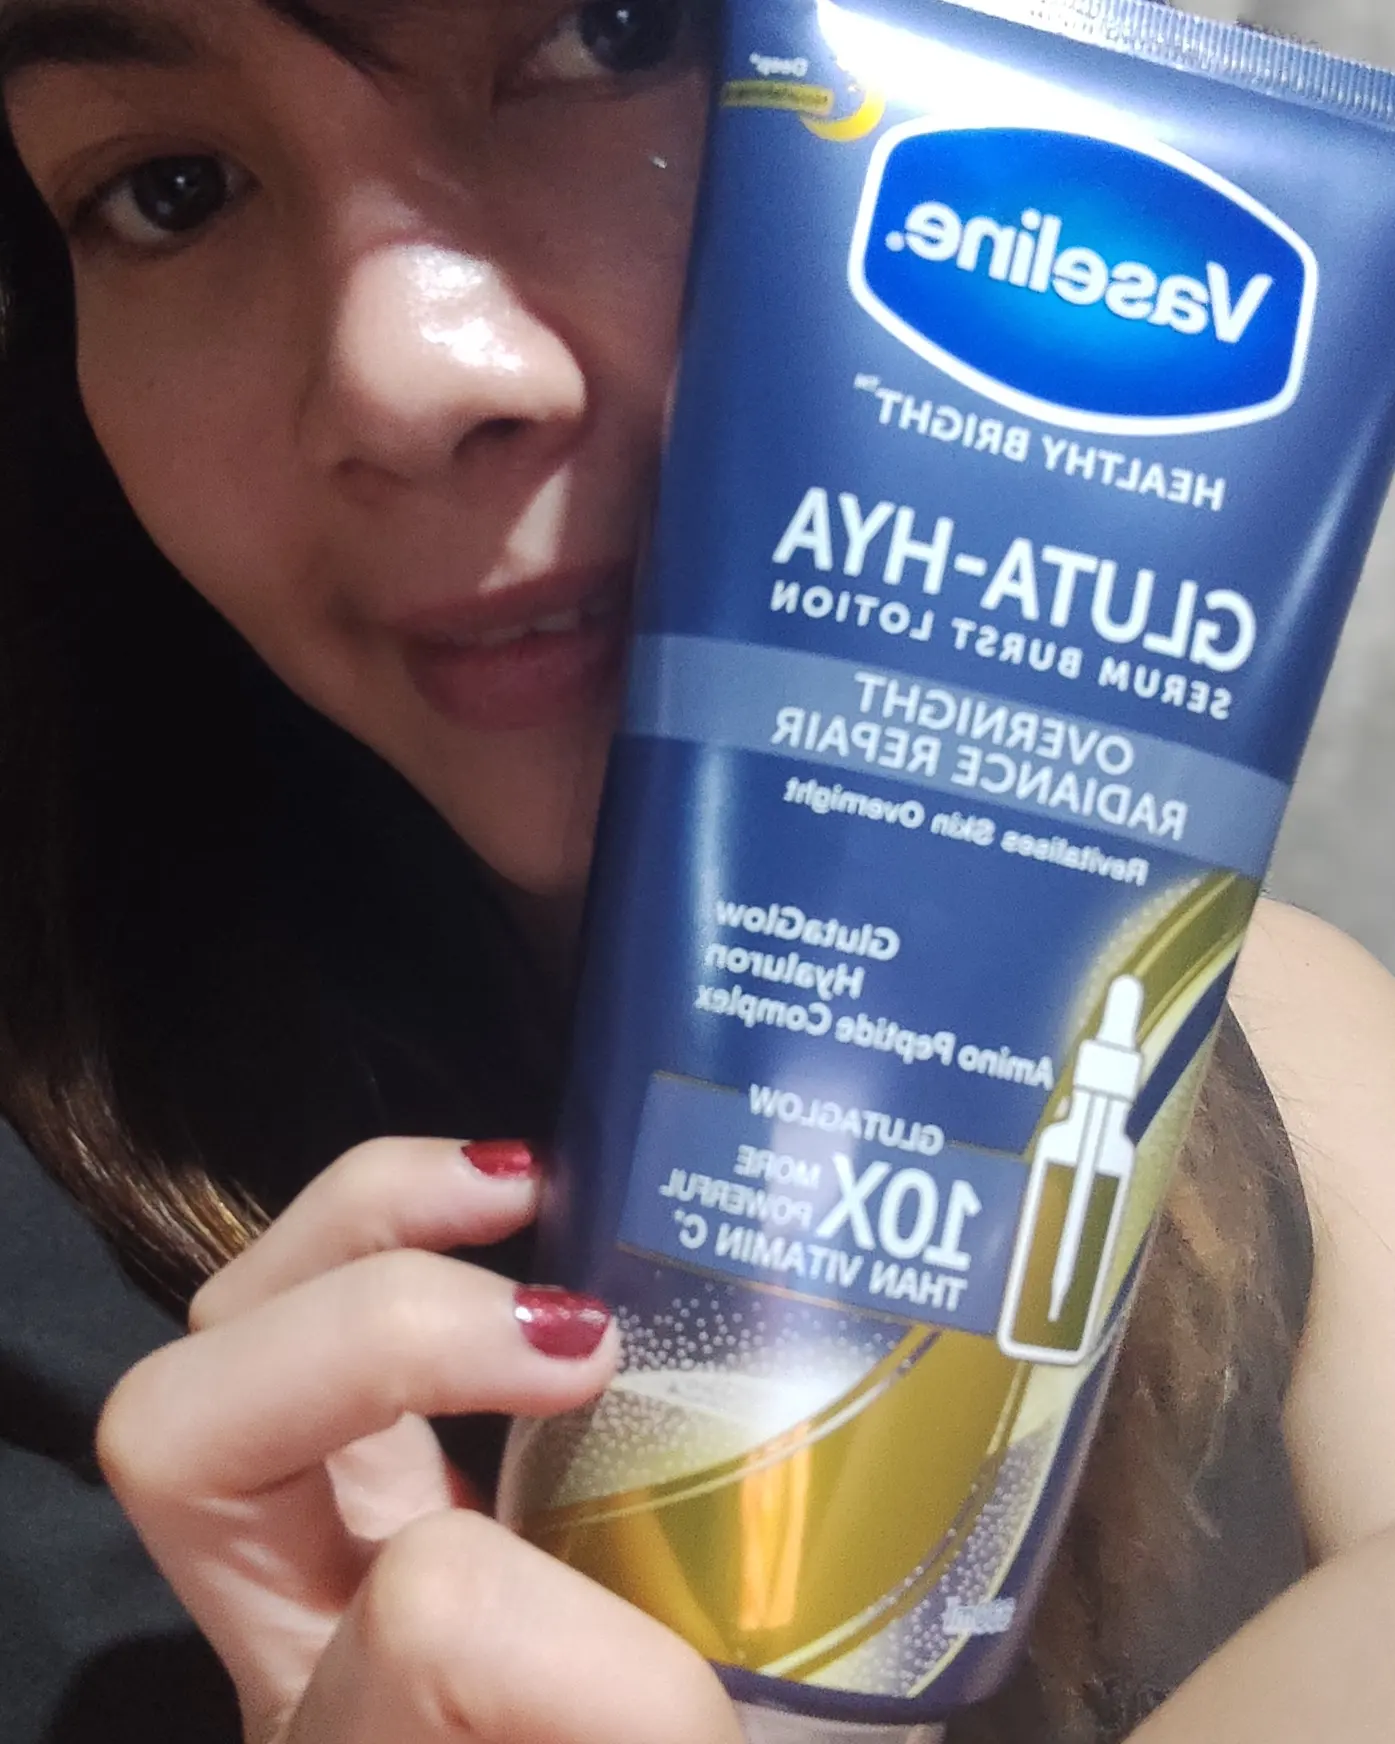 Deep*
Vaseline.
HEALTHY BRIGHT™
GLUTA-HYA
SERUM BURST LOTION
OVERNIGHT
RADIANCE REPAIR
Revitalises Skin Overnight
GlutaGlow
Hyaluron
Amino Peptide Complex
GLUTAGLOW
10X MORE
POWERFUL
THAN VITAMIN C*